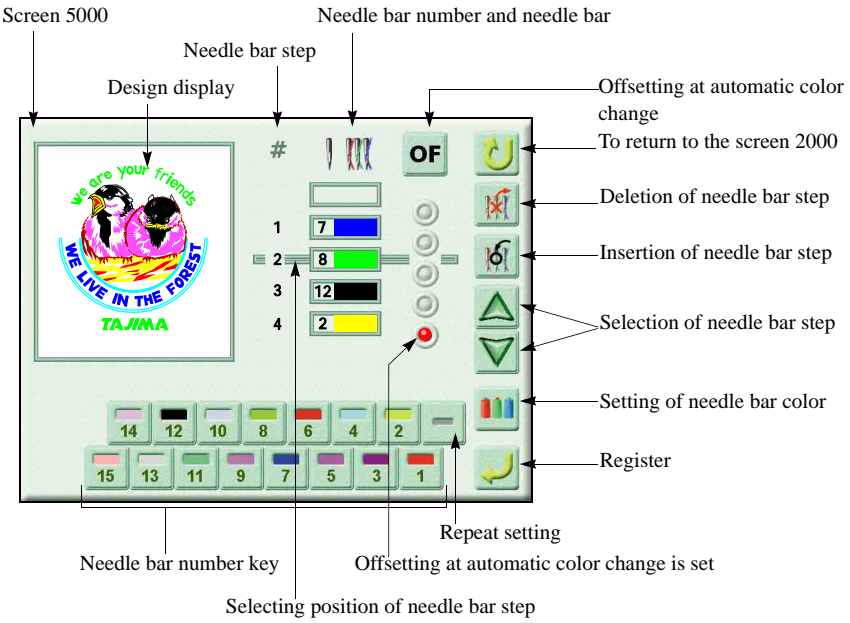 Screen 5000
Needle bar number and needle bar
Needle bar step
Design display
Offsetting at automatic color
change
To return to the screen 2000
Deletion of needle bar step
Insertion of needle bar step
Selection of needle bar step
Setting of needle bar color
Register
# OF
we are your friends
WE LIVE IN THE FOREST
TAJIMA
1 7
2 8
3 12
4 2
14 12 10 8 6 4 2
15 13 11 9 7 5 3 1
Repeat setting
Needle bar number key
Offsetting at automatic color change is set
Selecting position of needle bar step